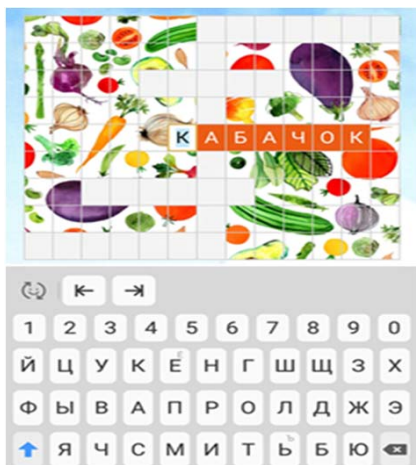 КАБАЧОК
1 2 3 4 5 6 7 8 9 0
Й Ц У К Е Ё Н Г Ш Щ З Х
Ф Ы В А П Р О Л Д Ж Э
Я Ч С М И Т Ь Ъ Б Ю